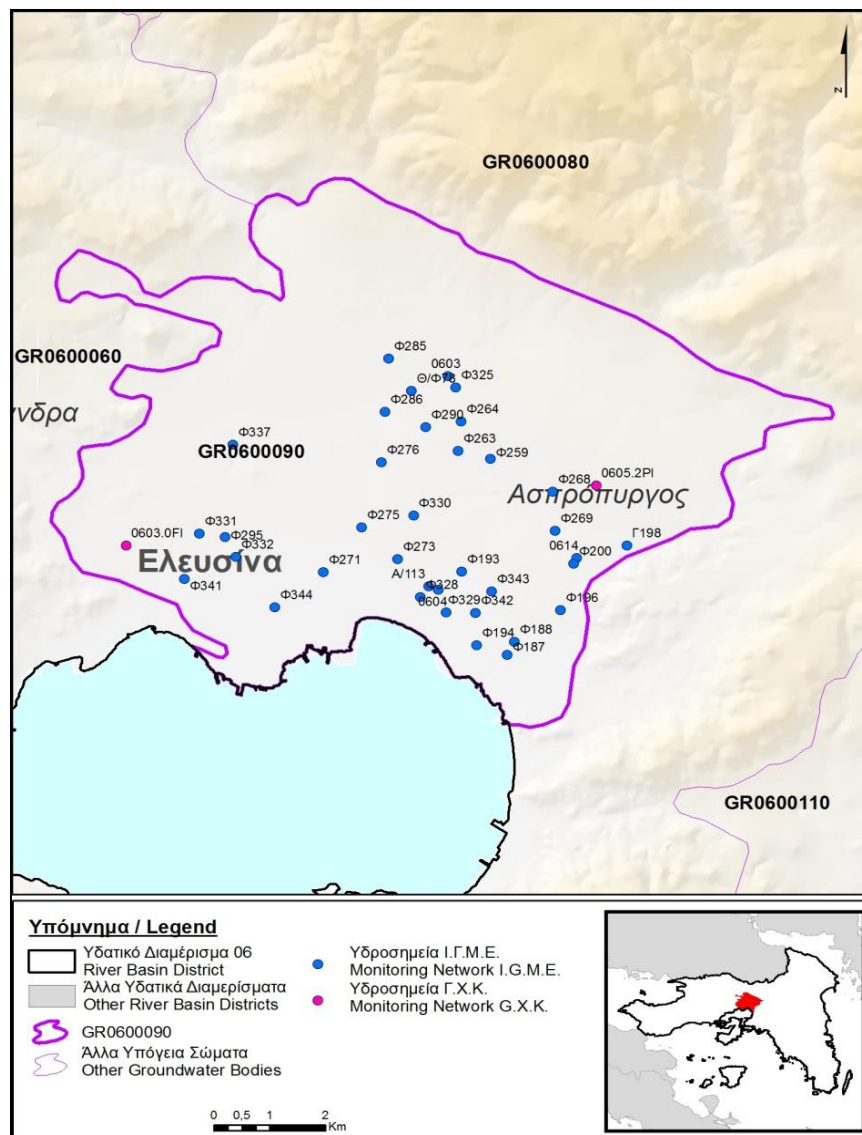 z
GR0600080
GR0600060
νδρα
Φ285
0603
Θ/Φ78
Φ325
Φ286
Φ264
Φ290
Φ337
GR0600090
Φ263
Φ259
Φ276
Φ268
0605.2PI
Ασπρόπυργος
Φ330
Φ275
Φ269
0603.0FI
Φ331
Φ295
Φ332
Ελευσίνα
Φ273
0614
Φ200
Γ198
Φ271
Α/113
Φ193
Φ341
Φ328
Φ343
Φ344
0604
Φ329
Φ342
Φ196
Φ194
Φ188
Φ187
GR0600110
Υπόμνημα / Legend
Υδατικό Διαμέρισμα 06
River Basin District
Άλλα Υδατικά Διαμερίσματα
Other River Basin Districts
GR0600090
Άλλα Υπόγεια Σώματα
Other Groundwater Bodies
Υδροσημεία Ι.Γ.Μ.Ε.
Monitoring Network I.G.M.E.
Υδροσημεία Γ.Χ.Κ.
Monitoring Network G.X.K.
0 0,5 1 2
Km